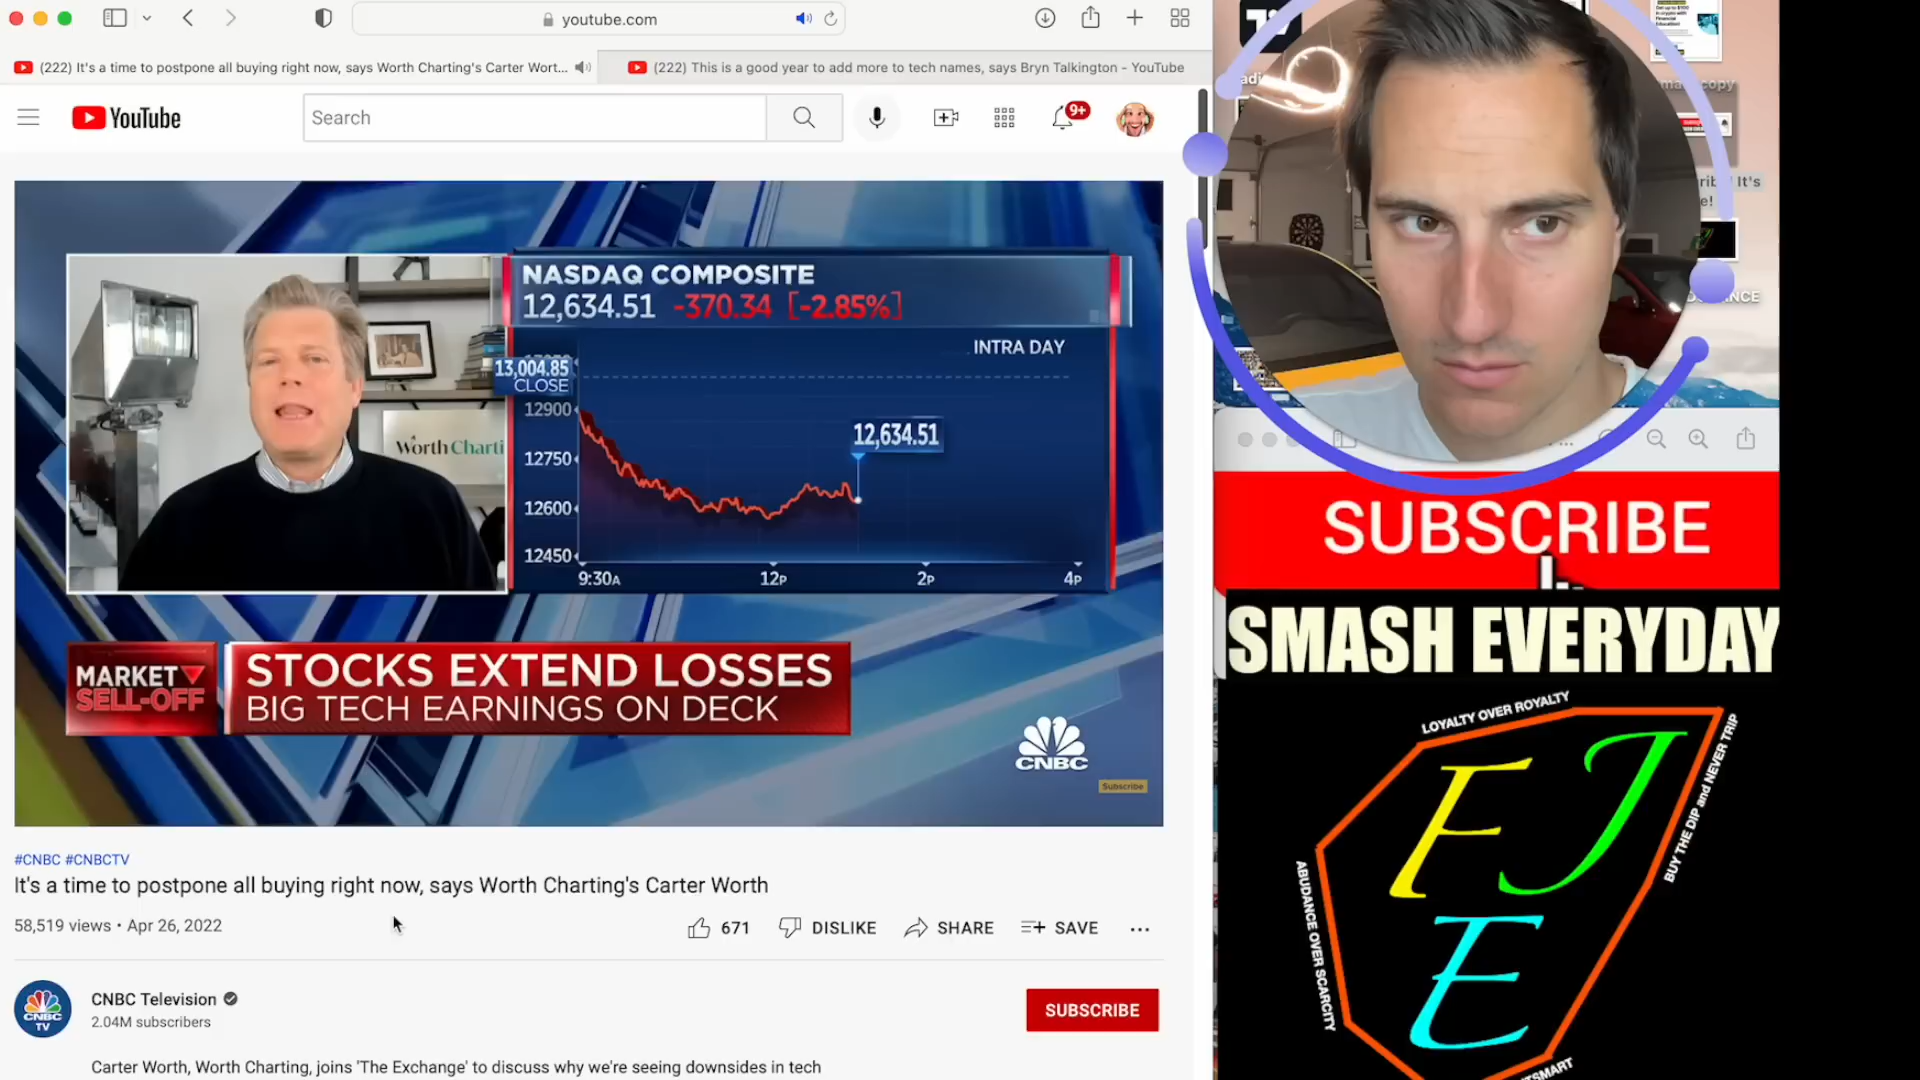 youtube.com
(222) It's a time to postpone all buying right now, says Worth Charting's Carter Wort...
(222) This is a good year to add more to tech names, says Bryn Talkington - YouTube
YouTube
Search
9+
NASDAQ COMPOSITE
12,634.51 -370.34 [-2.85%]
INTRA DAY
13,004.85
CLOSE
12900
12,634.51
12750
12600
12450
9:30A
12P
2P
4P
Worth Charti
MARKET
SELL-OFF
STOCKS EXTEND LOSSES
BIG TECH EARNINGS ON DECK
CNBC
Subscribe
#CNBC #CNBCTV
It's a time to postpone all buying right now, says Worth Charting's Carter Worth
58,519 views • Apr 26, 2022
671
DISLIKE
SHARE
SAVE
CNBC
TV
CNBC Television
2.04M subscribers
SUBSCRIBE
Carter Worth, Worth Charting, joins 'The Exchange' to discuss why we're seeing downsides in tech
copy
SUBSCRIBE
SMASH EVERYDAY
LOYALTY OVER ROYALTY
BUY THE DIP and NEVER TRIP
ABUDANCE OVER SCARCITY
F J
E